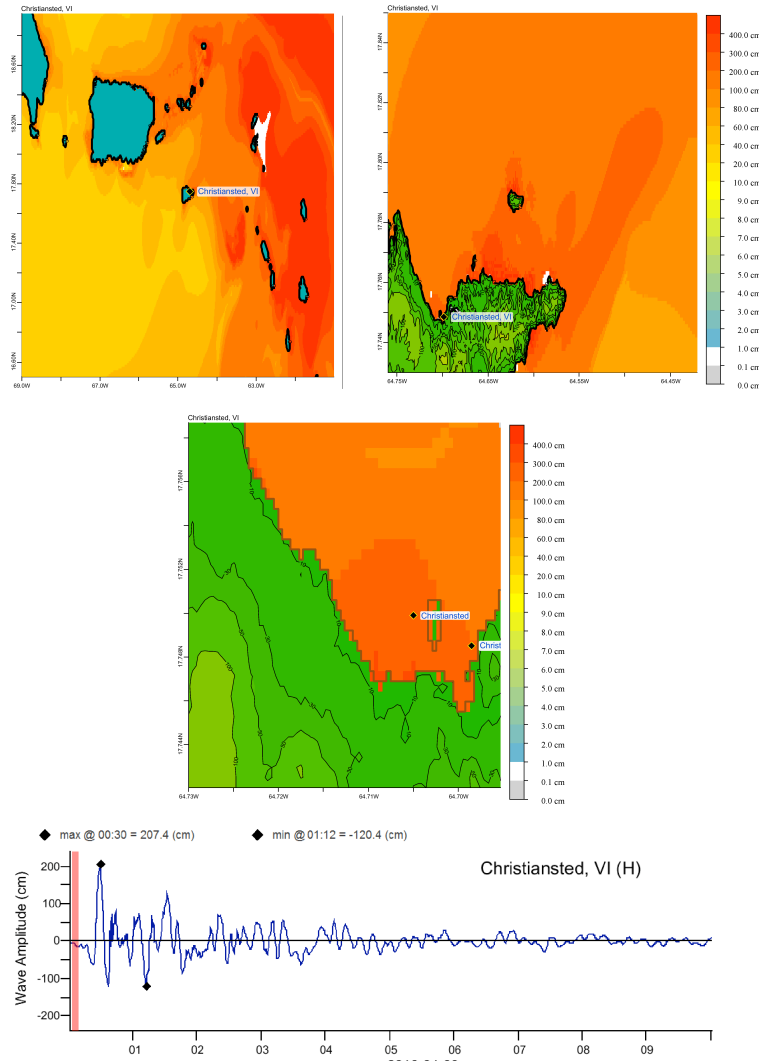 Christiansted, VI
18.60N
18.20N
17.80N
17.40N
17.00N
16.60N
Christiansted, VI
69.0W 67.0W 65.0W 63.0W
Christiansted, VI
17.84N
17.82N
17.80N
17.78N
17.76N
17.74N
Christiansted, VI
64.75W 64.65W 64.55W 64.45W
400.0 cm
300.0 cm
200.0 cm
100.0 cm
80.0 cm
60.0 cm
40.0 cm
20.0 cm
10.0 cm
9.0 cm
8.0 cm
7.0 cm
6.0 cm
5.0 cm
4.0 cm
3.0 cm
2.0 cm
1.0 cm
0.1 cm
0.0 cm
Christiansted, VI
17.756N
17.752N
17.748N
17.744N
Christiansted
Christ
64.73W 64.72W 64.71W 64.70W
400.0 cm
300.0 cm
200.0 cm
100.0 cm
80.0 cm
60.0 cm
40.0 cm
20.0 cm
10.0 cm
9.0 cm
8.0 cm
7.0 cm
6.0 cm
5.0 cm
4.0 cm
3.0 cm
2.0 cm
1.0 cm
0.1 cm
0.0 cm
max @ 00:30 = 207.4 (cm) min @ 01:12 = -120.4 (cm)
Christiansted, VI (H)
Wave Amplitude (cm)
200
100
0
-100
-200
01 02 03 04 05 06 07 08 09